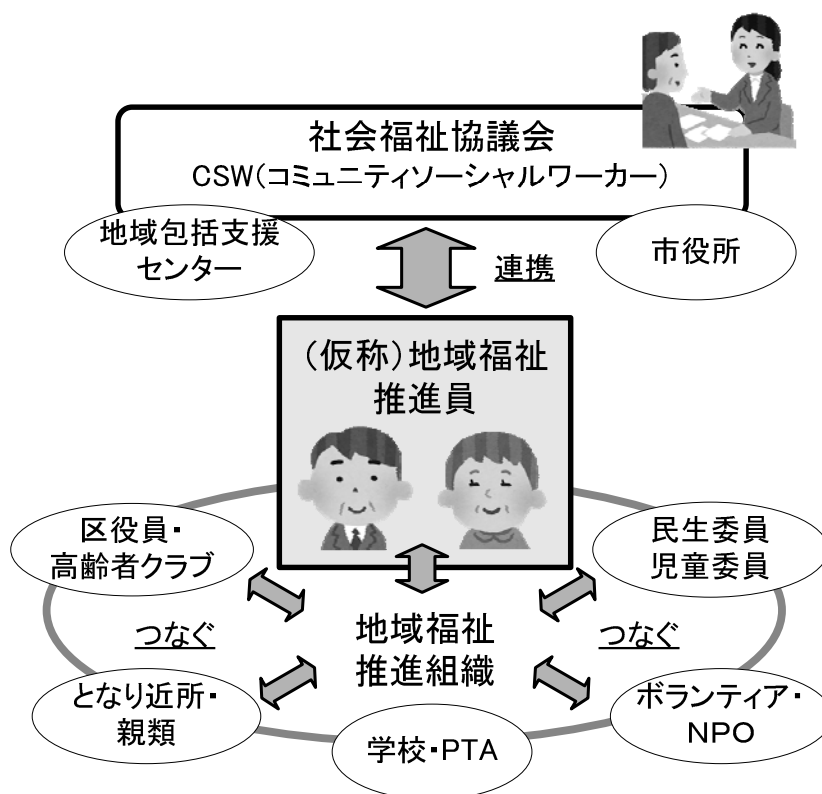 社会福祉協議会
CSW(コミュニティソーシャルワーカー)
地域包括支援
センター
連携
市役所
(仮称)地域福祉
推進員
区役員・
高齢者クラブ
民生委員
児童委員
つなぐ
地域福祉
推進組織
つなぐ
となり近所・
親類
学校・PTA
ボランティア・
NPO